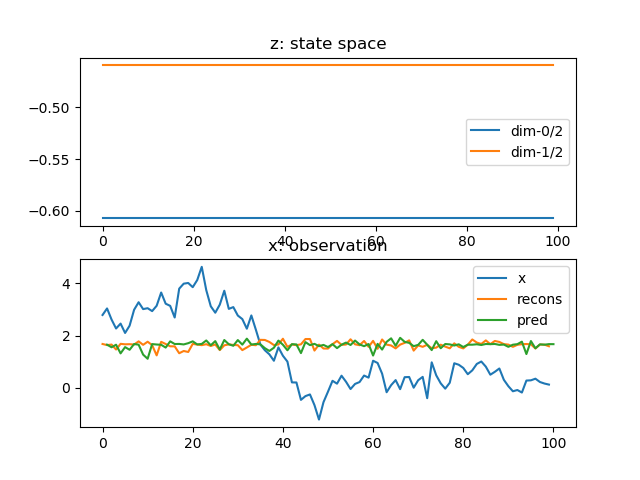 z: state space
−0.50
−0.55
−0.60
dim-0/2
dim-1/2
0 20 40 60 80 100
x: observation
4
2
0
x
recons
pred
0 20 40 60 80 100